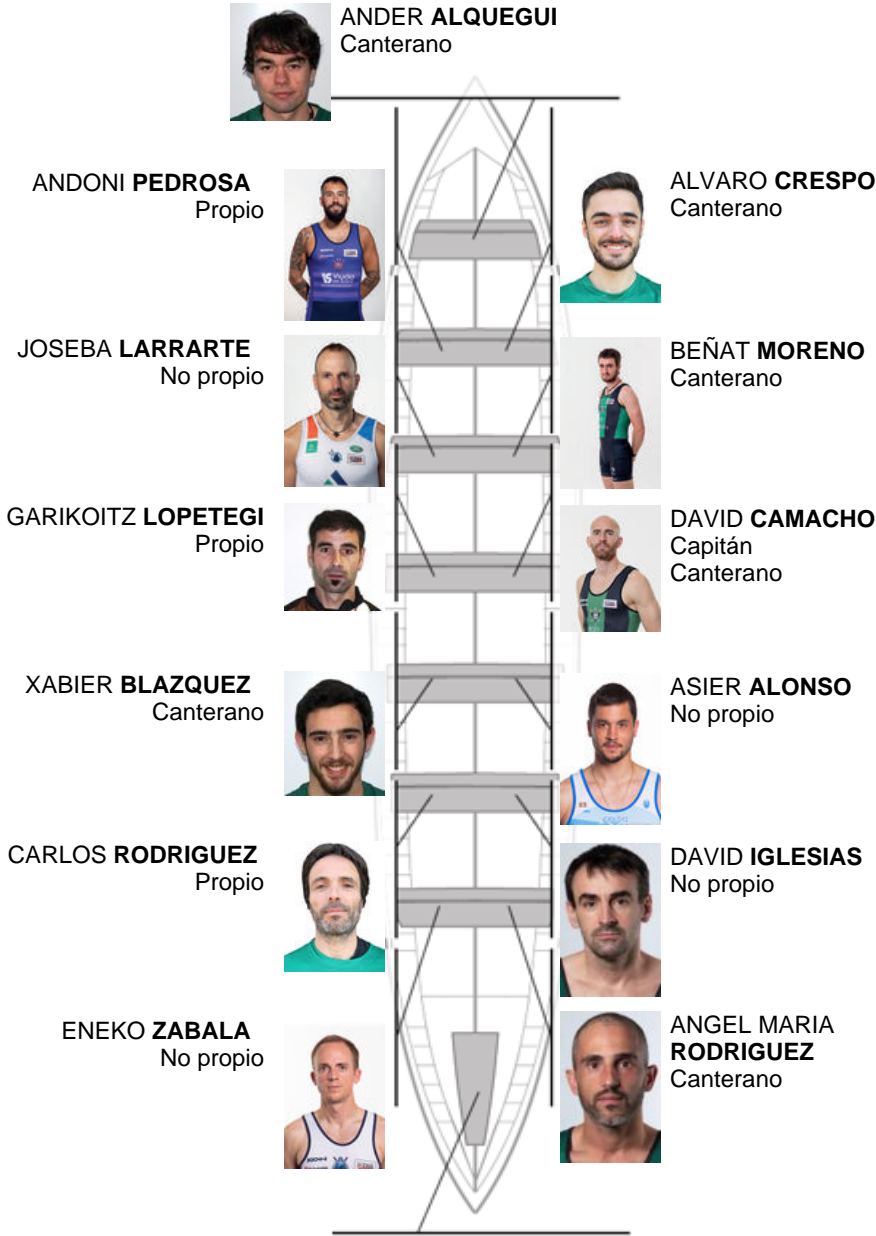 ANDER ALQUEGUI
Canterano
ANDONI PEDROSA
Propio
ALVARO CRESPO
Canterano
JOSEBA LARRARTE
No propio
BEÑAT MORENO
Canterano
GARIKOITZ LOPETEGI
Propio
DAVID CAMACHO
Capitán
Canterano
XABIER BLAZQUEZ
Canterano
ASIER ALONSO
No propio
CARLOS RODRIGUEZ
Propio
DAVID IGLESIAS
No propio
ENEKO ZABALA
No propio
ANGEL MARIA
RODRIGUEZ
Canterano